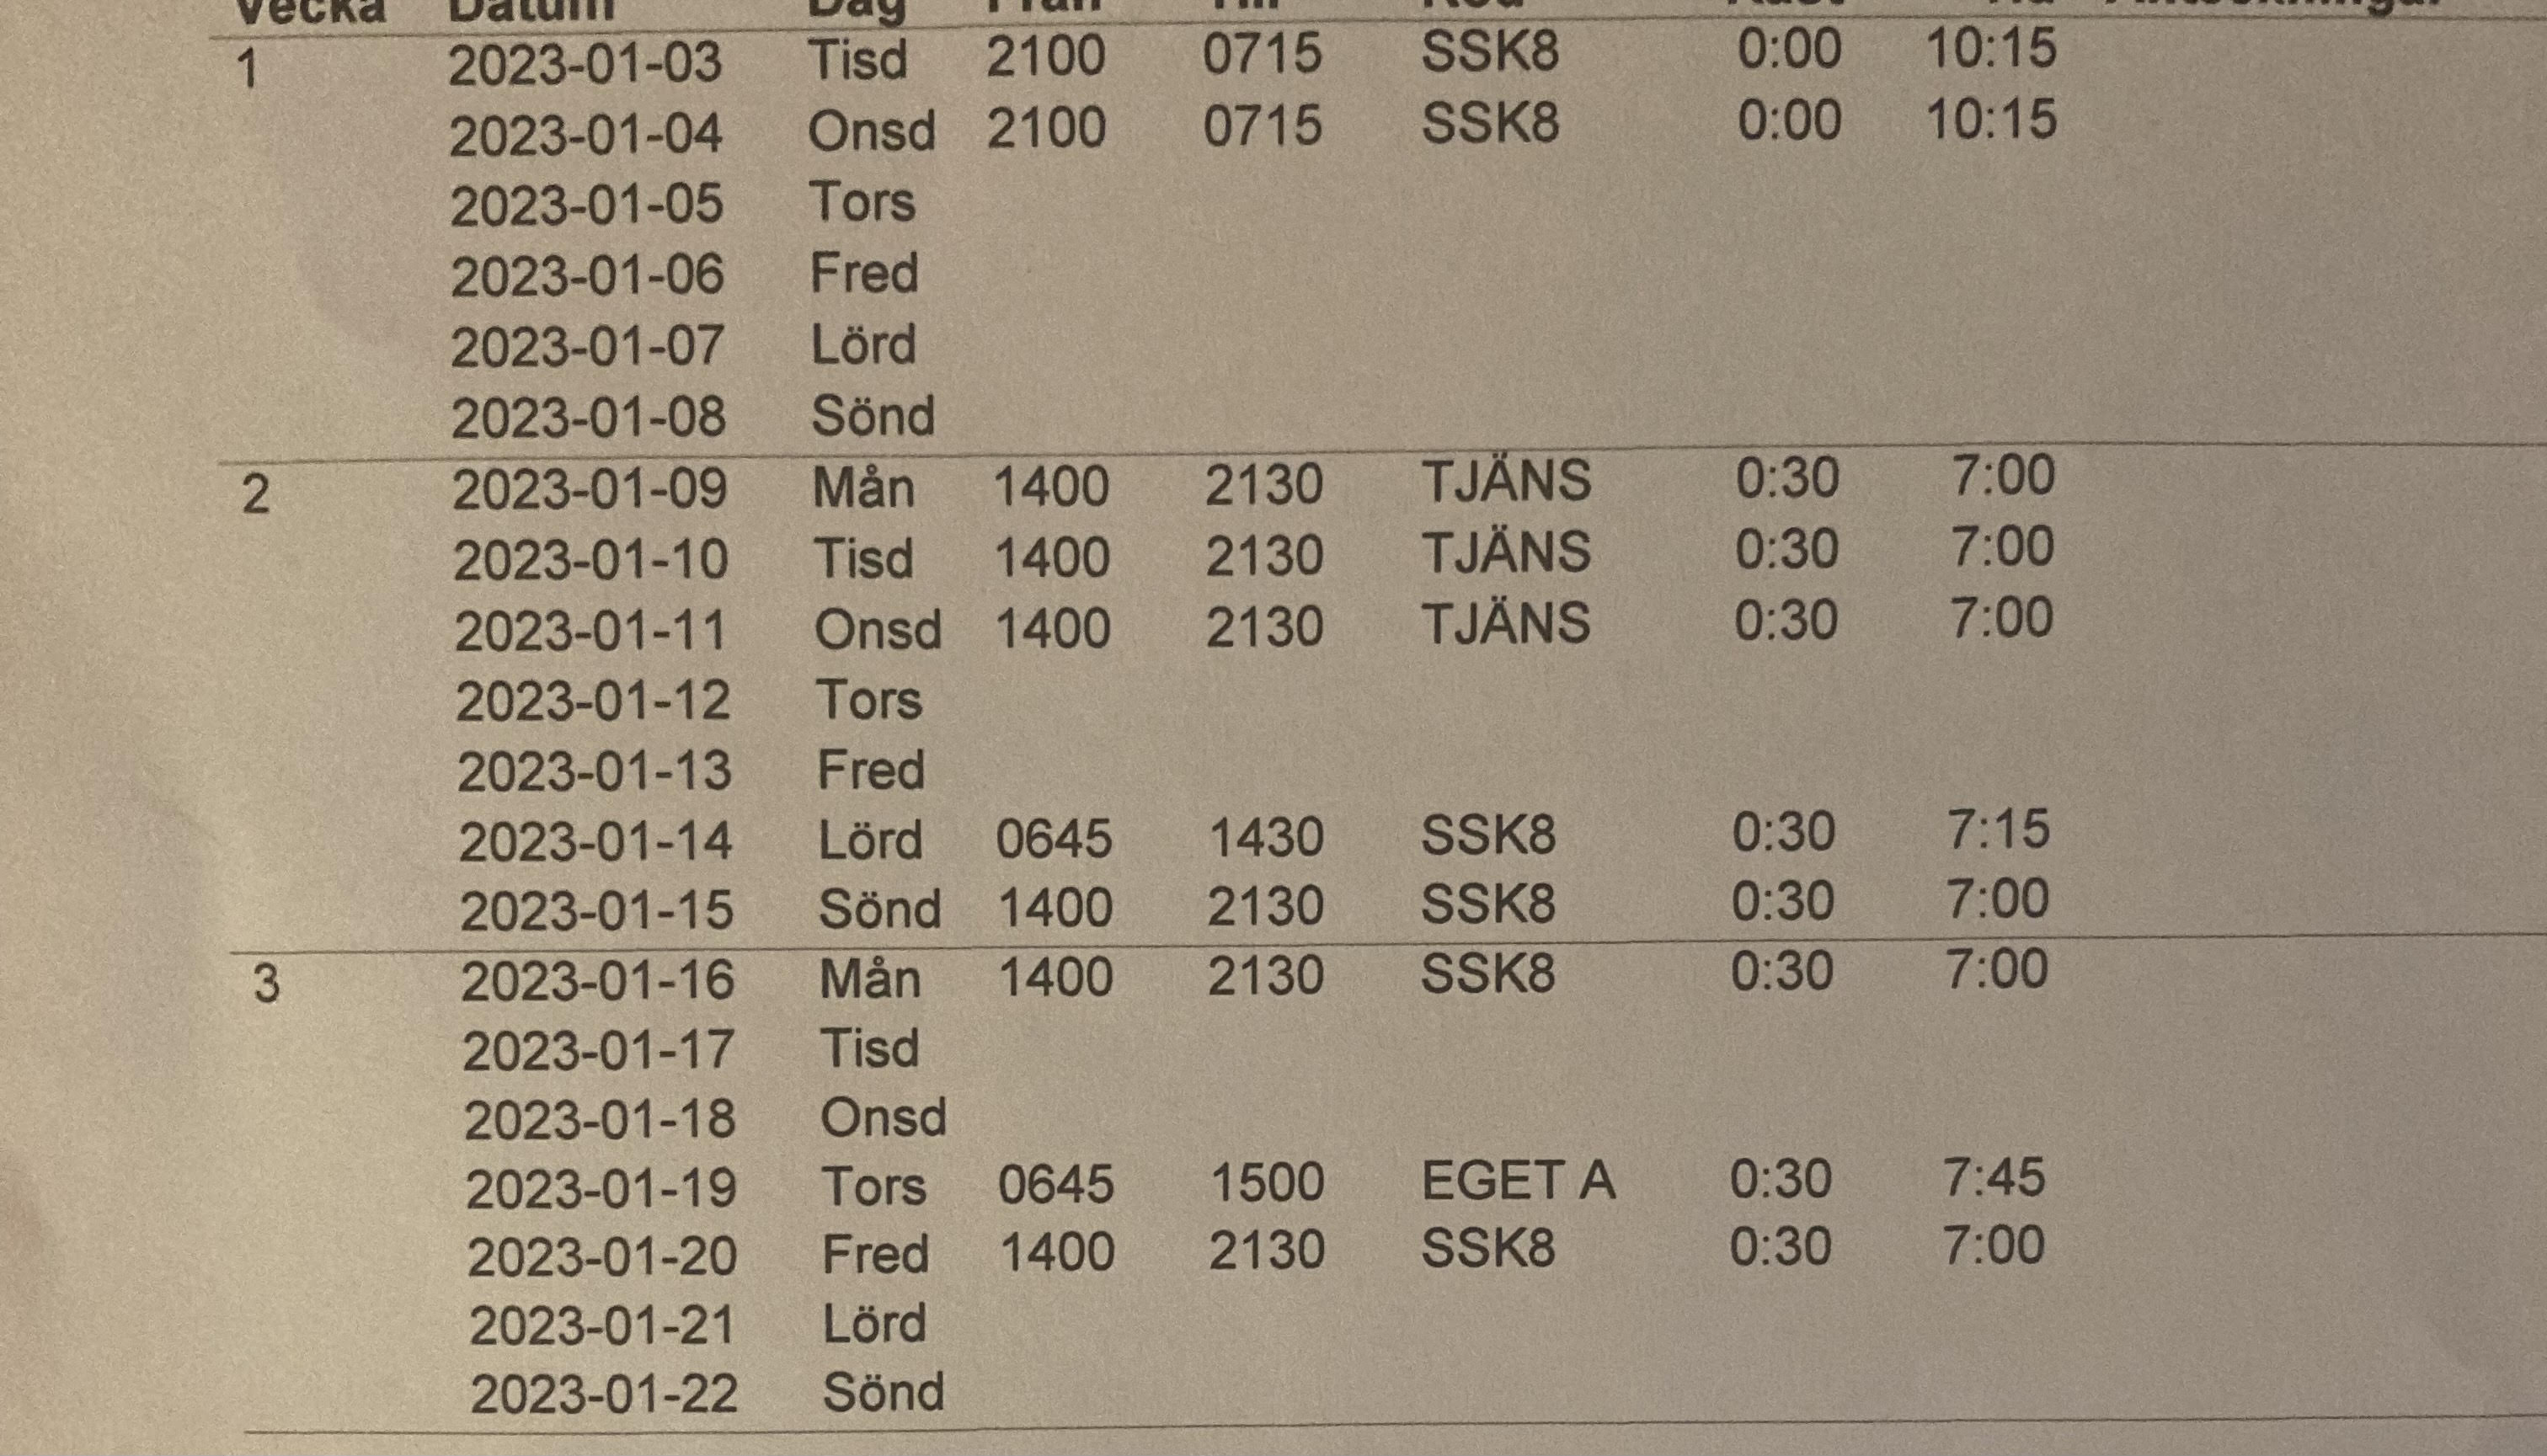 Vecka Datum Dag Från Till Kod Rast Tid Anteckningar
1 2023-01-03 Tisd 2100 0715 SSK8 0:00 10:15
2023-01-04 Onsd 2100 0715 SSK8 0:00 10:15
2023-01-05 Tors
2023-01-06 Fred
2023-01-07 Lörd
2023-01-08 Sönd
2 2023-01-09 Mån 1400 2130 TJÄNS 0:30 7:00
2023-01-10 Tisd 1400 2130 TJÄNS 0:30 7:00
2023-01-11 Onsd 1400 2130 TJÄNS 0:30 7:00
2023-01-12 Tors
2023-01-13 Fred
2023-01-14 Lörd 0645 1430 SSK8 0:30 7:15
2023-01-15 Sönd 1400 2130 SSK8 0:30 7:00
3 2023-01-16 Mån 1400 2130 SSK8 0:30 7:00
2023-01-17 Tisd
2023-01-18 Onsd
2023-01-19 Tors 0645 1500 EGET A 0:30 7:45
2023-01-20 Fred 1400 2130 SSK8 0:30 7:00
2023-01-21 Lörd
2023-01-22 Sönd